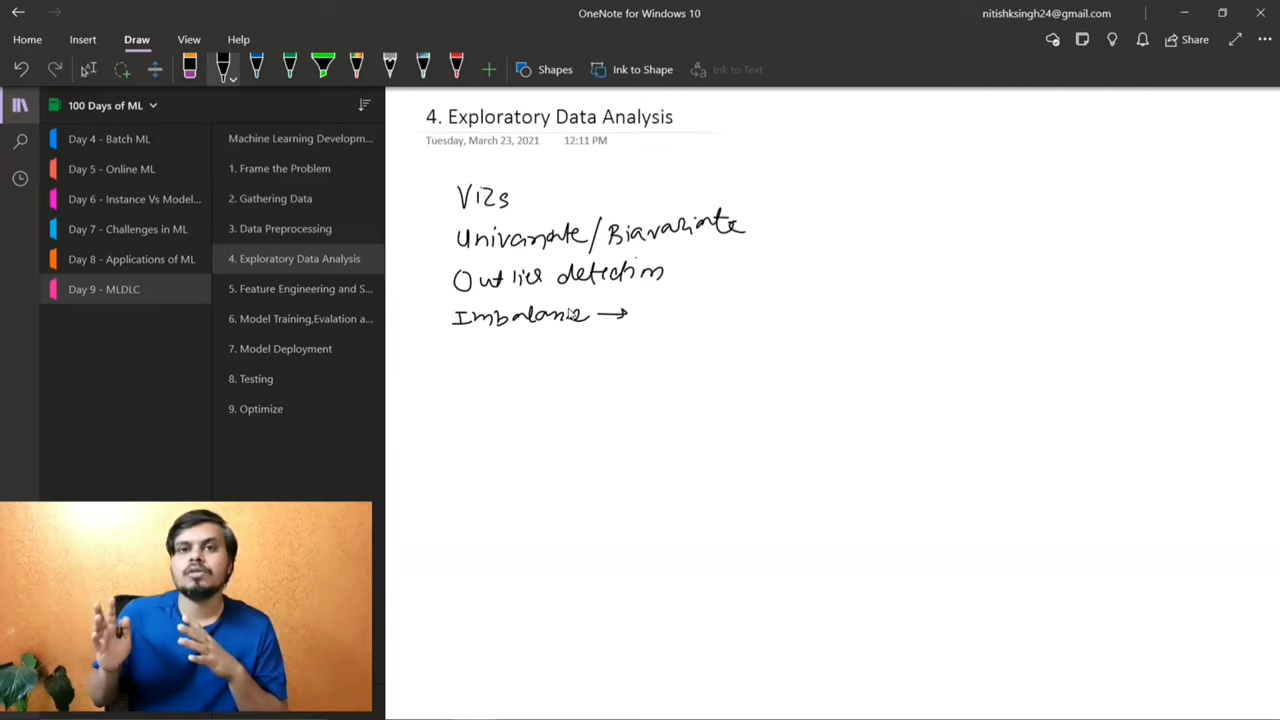 OneNote for Windows 10
nitishksingh24@gmail.com
Home Insert Draw View Help
Share
Shapes
Ink to Shape
Ink to Text
100 Days of ML
Day 4 - Batch ML
Day 5 - Online ML
Day 6 - Instance Vs Model...
Day 7 - Challenges in ML
Day 8 - Applications of ML
Day 9 - MLDLC
Machine Learning Developm...
1. Frame the Problem
2. Gathering Data
3. Data Preprocessing
4. Exploratory Data Analysis
5. Feature Engineering and S...
6. Model Training,Evalation a...
7. Model Deployment
8. Testing
9. Optimize
4. Exploratory Data Analysis
Tuesday, March 23, 2021 12:11 PM
VIZs
Univariate/Biavariate
Outlier detection
Imbalance →